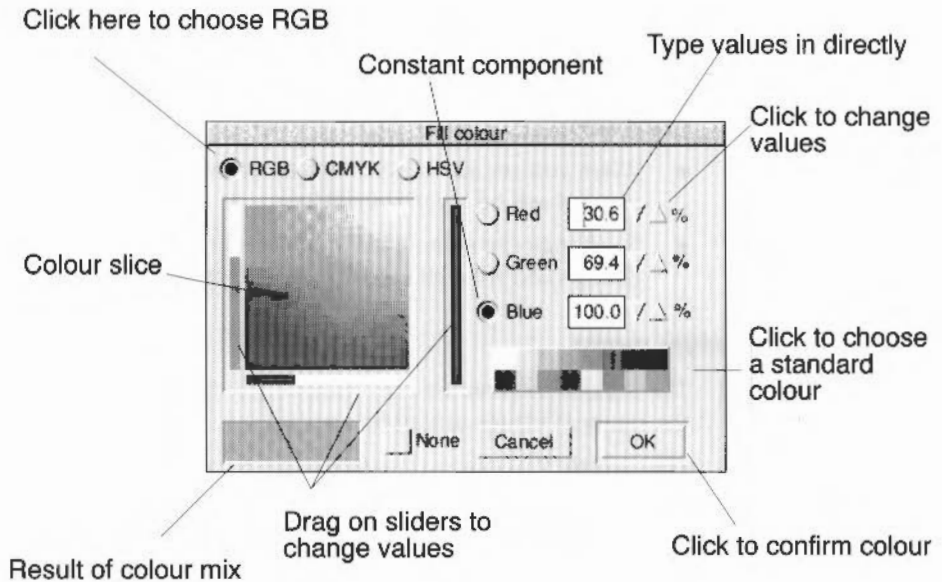 Click here to choose RGB
Type values in directly
Constant component
Click to change
values
Fill colour
RGB CMYK HSV
Red 30.6 %
Colour slice
Green 69.4 %
Blue 100.0 %
Click to choose
a standard
colour
None Cancel OK
Drag on sliders to
change values
Click to confirm colour
Result of colour mix